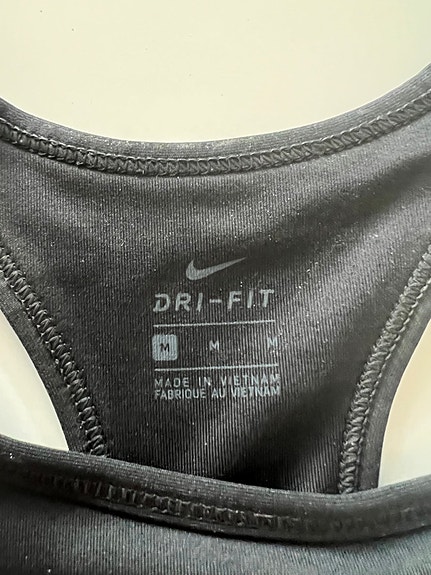 DRI-FIT
M M M
MADE IN VIETNAM
FABRIQUE AU VIETNAM